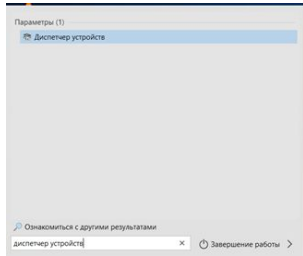 Параметры (1)
Диспетчер устройств
Ознакомиться с другими результатами
диспетчер устройств
Завершение работы